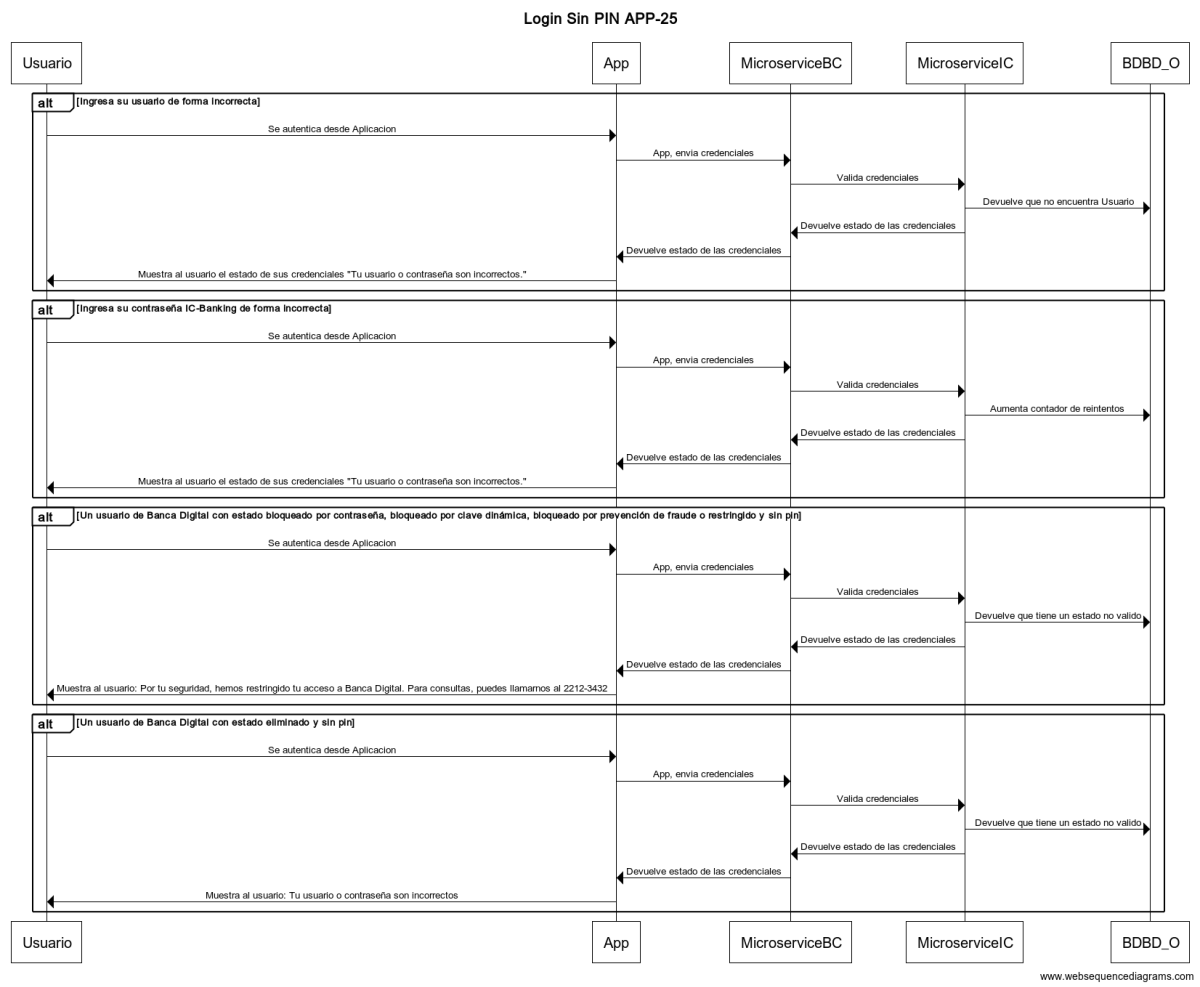 Login Sin PIN APP-25
Usuario
App
MicroserviceBC
MicroserviceIC
BDBD_O
alt
[Ingresa su usuario de forma incorrecta]
Se autentica desde Aplicacion
App, envia credenciales
Valida credenciales
Devuelve que no encuentra Usuario
Devuelve estado de las credenciales
Devuelve estado de las credenciales
Muestra al usuario el estado de sus credenciales "Tu usuario o contraseña son incorrectos."
alt
[Ingresa su contraseña IC-Banking de forma incorrecta]
Se autentica desde Aplicacion
App, envia credenciales
Valida credenciales
Aumenta contador de reintentos
Devuelve estado de las credenciales
Devuelve estado de las credenciales
Muestra al usuario el estado de sus credenciales "Tu usuario o contraseña son incorrectos."
alt
[Un usuario de Banca Digital con estado bloqueado por contraseña, bloqueado por clave dinámica, bloqueado por prevención de fraude o restringido y sin pin]
Se autentica desde Aplicacion
App, envia credenciales
Valida credenciales
Devuelve que tiene un estado no valido
Devuelve estado de las credenciales
Devuelve estado de las credenciales
Muestra al usuario: Por tu seguridad, hemos restringido tu acceso a Banca Digital. Para consultas, puedes llamarnos al 2212-3432
alt
[Un usuario de Banca Digital con estado eliminado y sin pin]
Se autentica desde Aplicacion
App, envia credenciales
Valida credenciales
Devuelve que tiene un estado no valido
Devuelve estado de las credenciales
Devuelve estado de las credenciales
Muestra al usuario: Tu usuario o contraseña son incorrectos
Usuario
App
MicroserviceBC
MicroserviceIC
BDBD_O
www.websequencediagrams.com